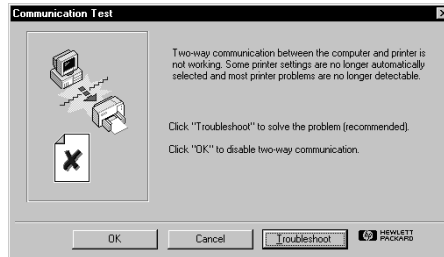 Communication Test
Two-way communication between the computer and printer is
not working. Some printer settings are no longer automatically
selected and most printer problems are no longer detectable.
Click "Troubleshoot" to solve the problem (recommended).
Click "OK" to disable two-way communication.
OK
Cancel
Troubleshoot
hp HEWLETT
PACKARD